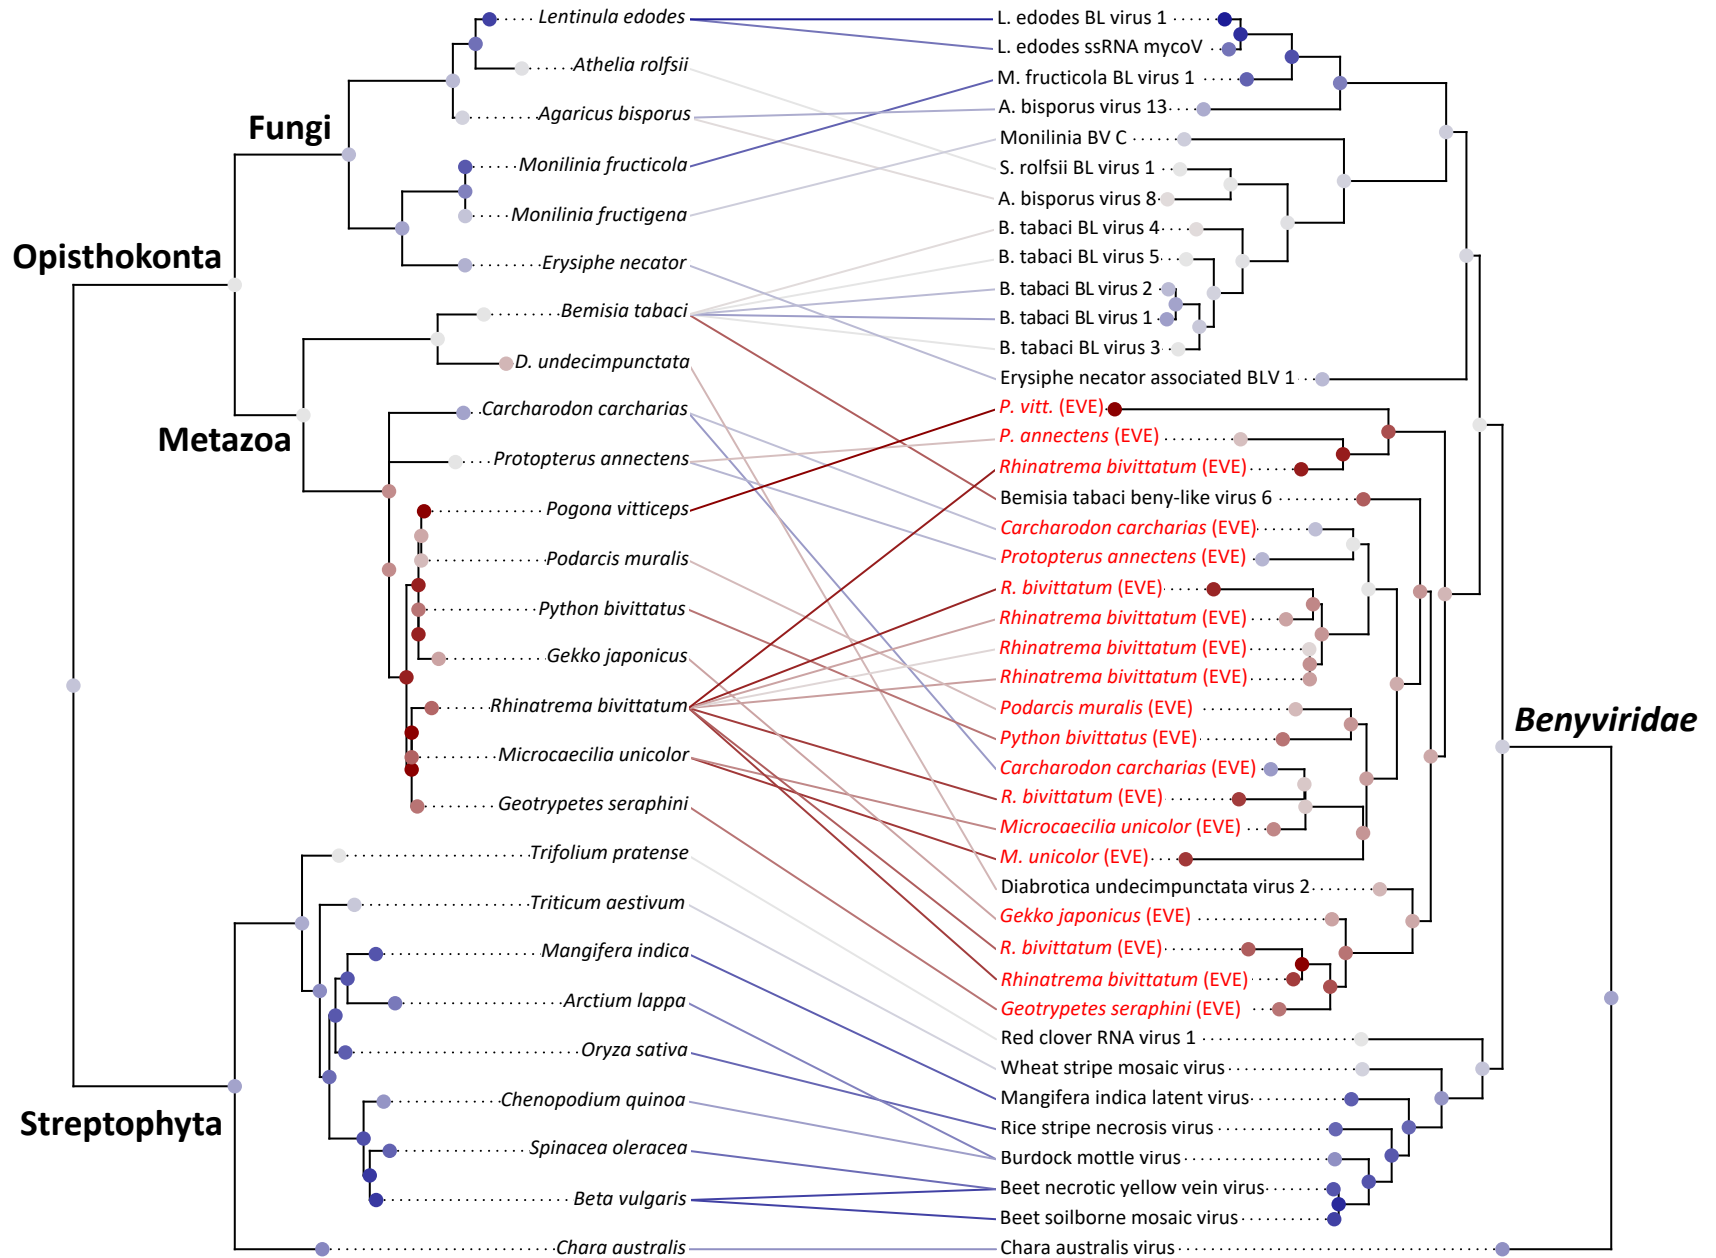 Fungi
Opisthokonta
Metazoa
Streptophyta
Lentinula edodes
Athelia rolfsii
Agaricus bisporus
Monilinia fructicola
Monilinia fructigena
Erysiphe necator
Bemisia tabaci
D. undecimpunctata
Carcharodon carcharias
Protopterus annectens
Pogona vitticeps
Podarcis muralis
Python bivittatus
Gekko japonicus
Rhinatrema bivittatum
Microcaecilia unicolor
Geotrypetes seraphini
Trifolium pratense
Triticum aestivum
Mangifera indica
Arctium lappa
Oryza sativa
Chenopodium quinoa
Spinacea oleracea
Beta vulgaris
Chara australis
L. edodes BL virus 1
L. edodes ssRNA mycoV
M. fructicola BL virus 1
A. bisporus virus 13
Monilinia BV C
S. rolfsii BL virus 1
A. bisporus virus 8
B. tabaci BL virus 4
B. tabaci BL virus 5
B. tabaci BL virus 2
B. tabaci BL virus 1
B. tabaci BL virus 3
Erysiphe necator associated BLV 1
P. vitt. (EVE)
P. annectens (EVE)
Rhinatrema bivittatum (EVE)
Bemisia tabaci beny-like virus 6
Carcharodon carcharias (EVE)
Protopterus annectens (EVE)
R. bivittatum (EVE)
Rhinatrema bivittatum (EVE)
Rhinatrema bivittatum (EVE)
Rhinatrema bivittatum (EVE)
Podarcis muralis (EVE)
Python bivittatus (EVE)
Carcharodon carcharias (EVE)
R. bivittatum (EVE)
Microcaecilia unicolor (EVE)
M. unicolor (EVE)
Diabrotica undecimpunctata virus 2
Gekko japonicus (EVE)
R. bivittatum (EVE)
Rhinatrema bivittatum (EVE)
Geotrypetes seraphini (EVE)
Red clover RNA virus 1
Wheat stripe mosaic virus
Mangifera indica latent virus
Rice stripe necrosis virus
Burdock mottle virus
Beet necrotic yellow vein virus
Beet soilborne mosaic virus
Chara australis virus
Benyviridae